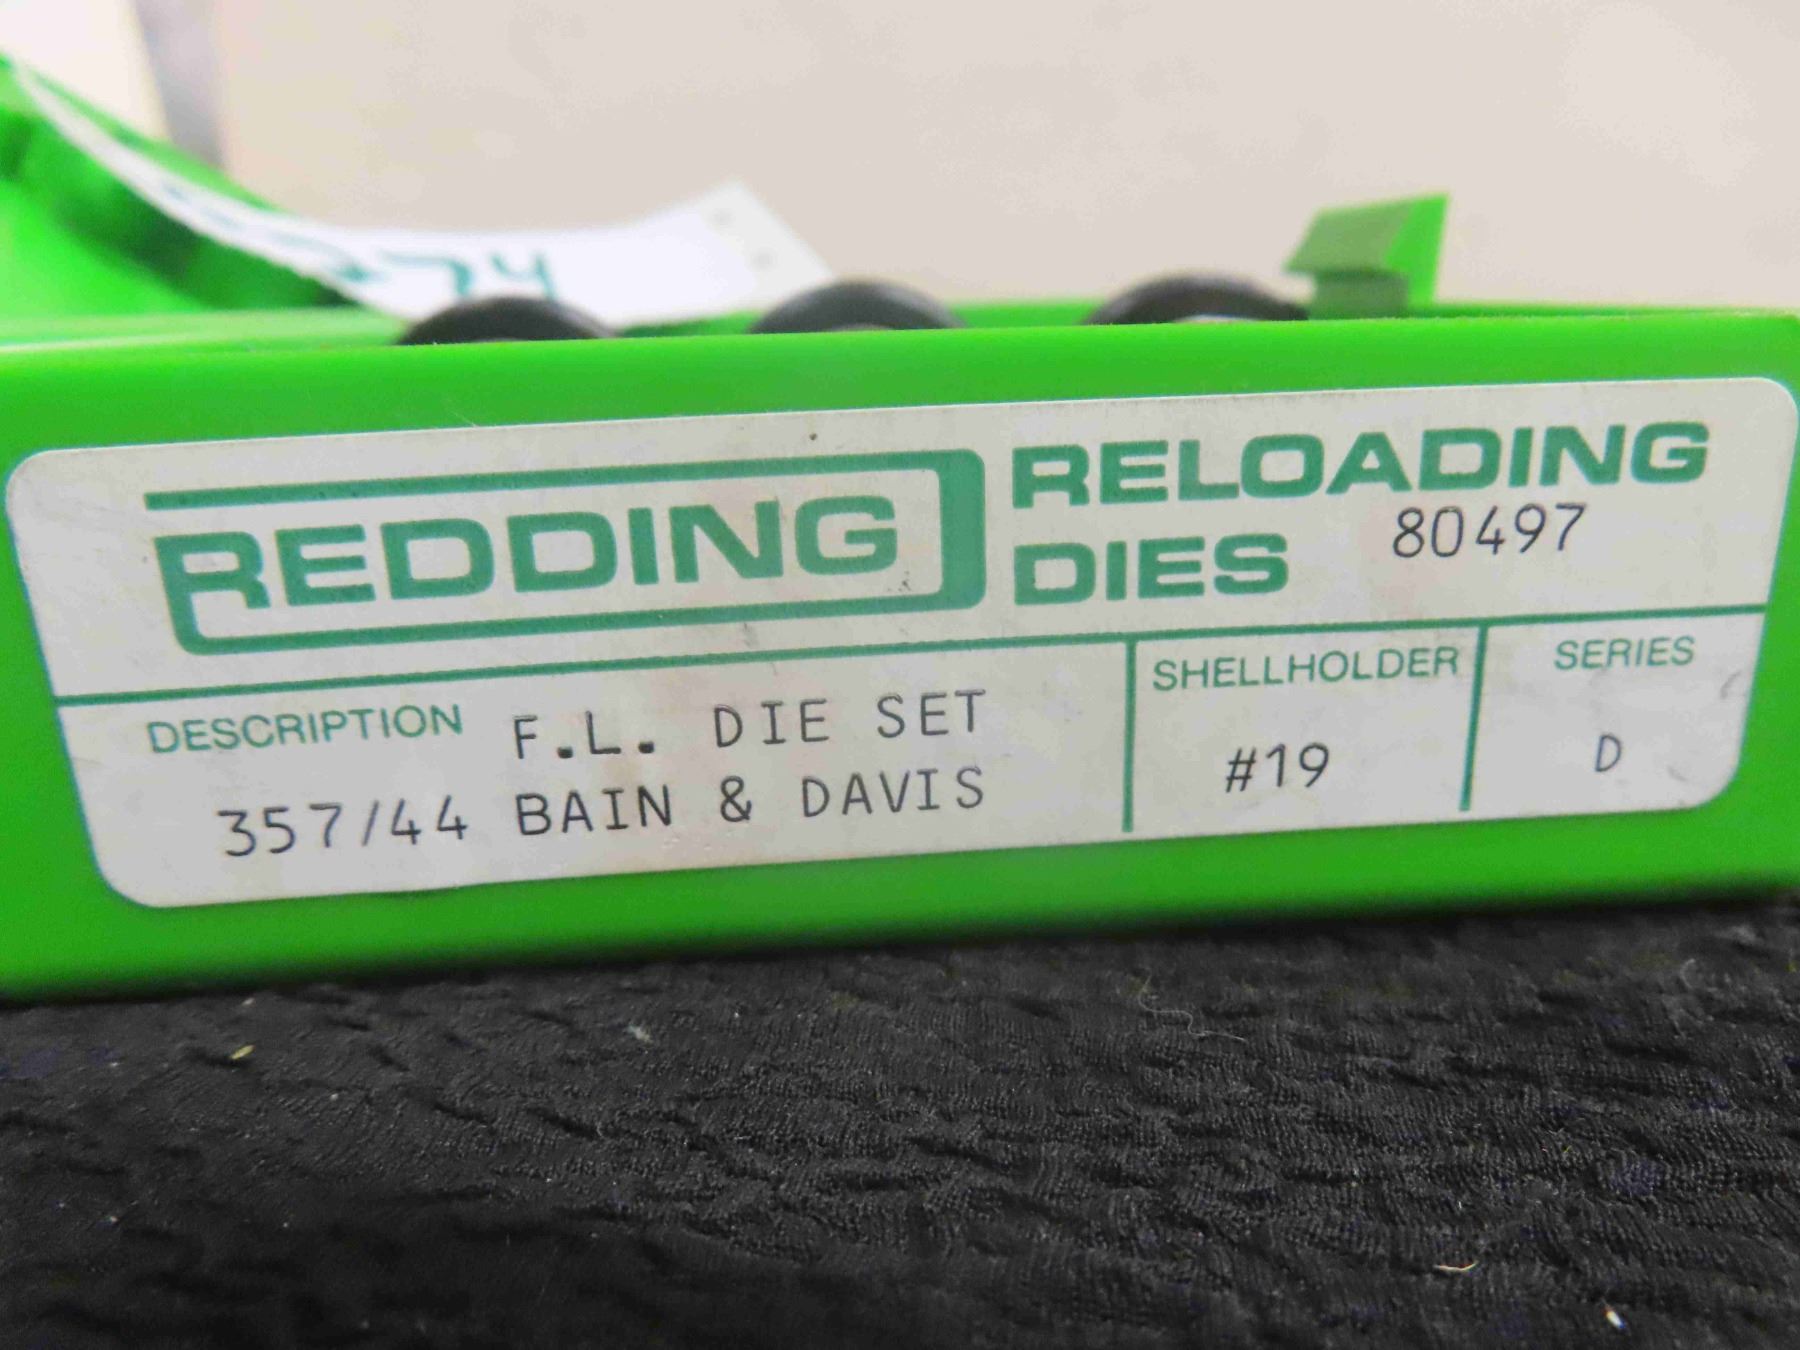 REDDING RELOADING
DIES 80497
DESCRIPTION F.L. DIE SET
357/44 BAIN & DAVIS
SHELLHOLDER
#19
SERIES
D